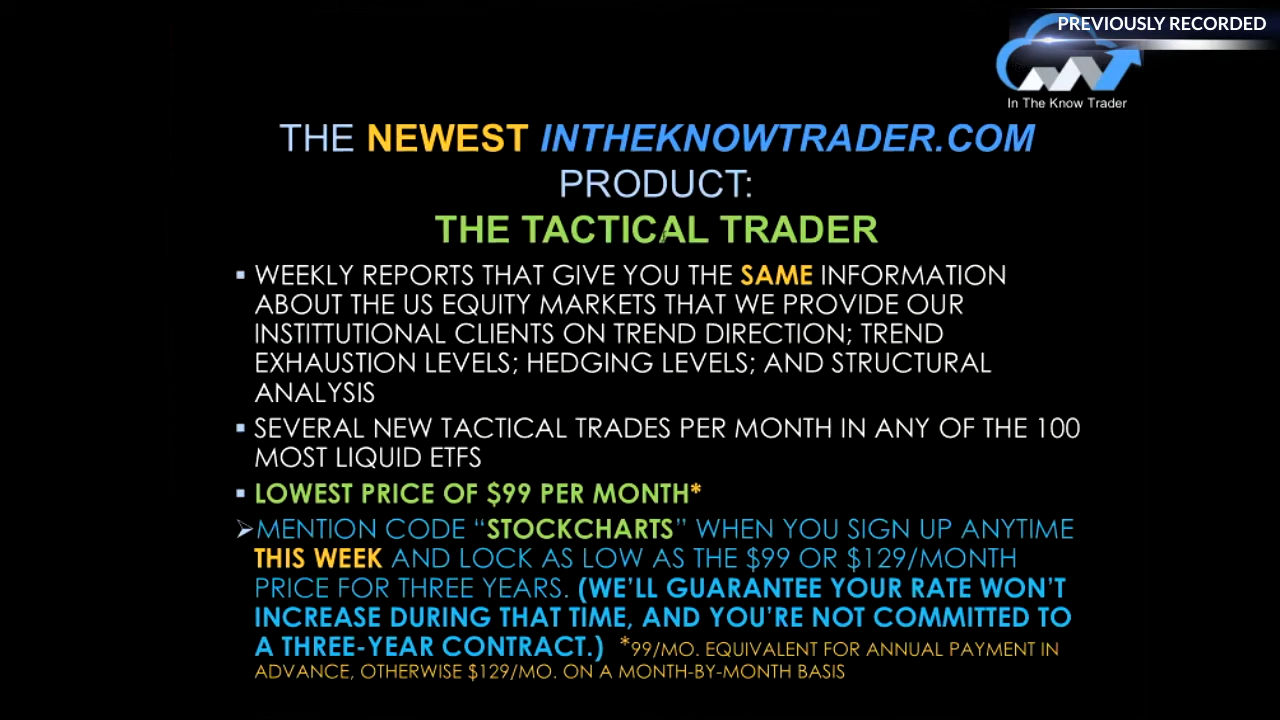 PREVIOUSLY RECORDED
In The Know Trader
THE NEWEST INTHEKNOWTRADER.COM
PRODUCT:
THE TACTICAL TRADER
▪ WEEKLY REPORTS THAT GIVE YOU THE SAME INFORMATION
ABOUT THE US EQUITY MARKETS THAT WE PROVIDE OUR
INSTITUTIONAL CLIENTS ON TREND DIRECTION; TREND
EXHAUSTION LEVELS; HEDGING LEVELS; AND STRUCTURAL
ANALYSIS
▪ SEVERAL NEW TACTICAL TRADES PER MONTH IN ANY OF THE 100
MOST LIQUID ETFS
▪ LOWEST PRICE OF $99 PER MONTH*
➢MENTION CODE “STOCKCHARTS” WHEN YOU SIGN UP ANYTIME
THIS WEEK AND LOCK AS LOW AS THE $99 OR $129/MONTH
PRICE FOR THREE YEARS. (WE’LL GUARANTEE YOUR RATE WON’T
INCREASE DURING THAT TIME, AND YOU’RE NOT COMMITTED TO
A THREE-YEAR CONTRACT.) *99/MO. EQUIVALENT FOR ANNUAL PAYMENT IN
ADVANCE, OTHERWISE $129/MO. ON A MONTH-BY-MONTH BASIS